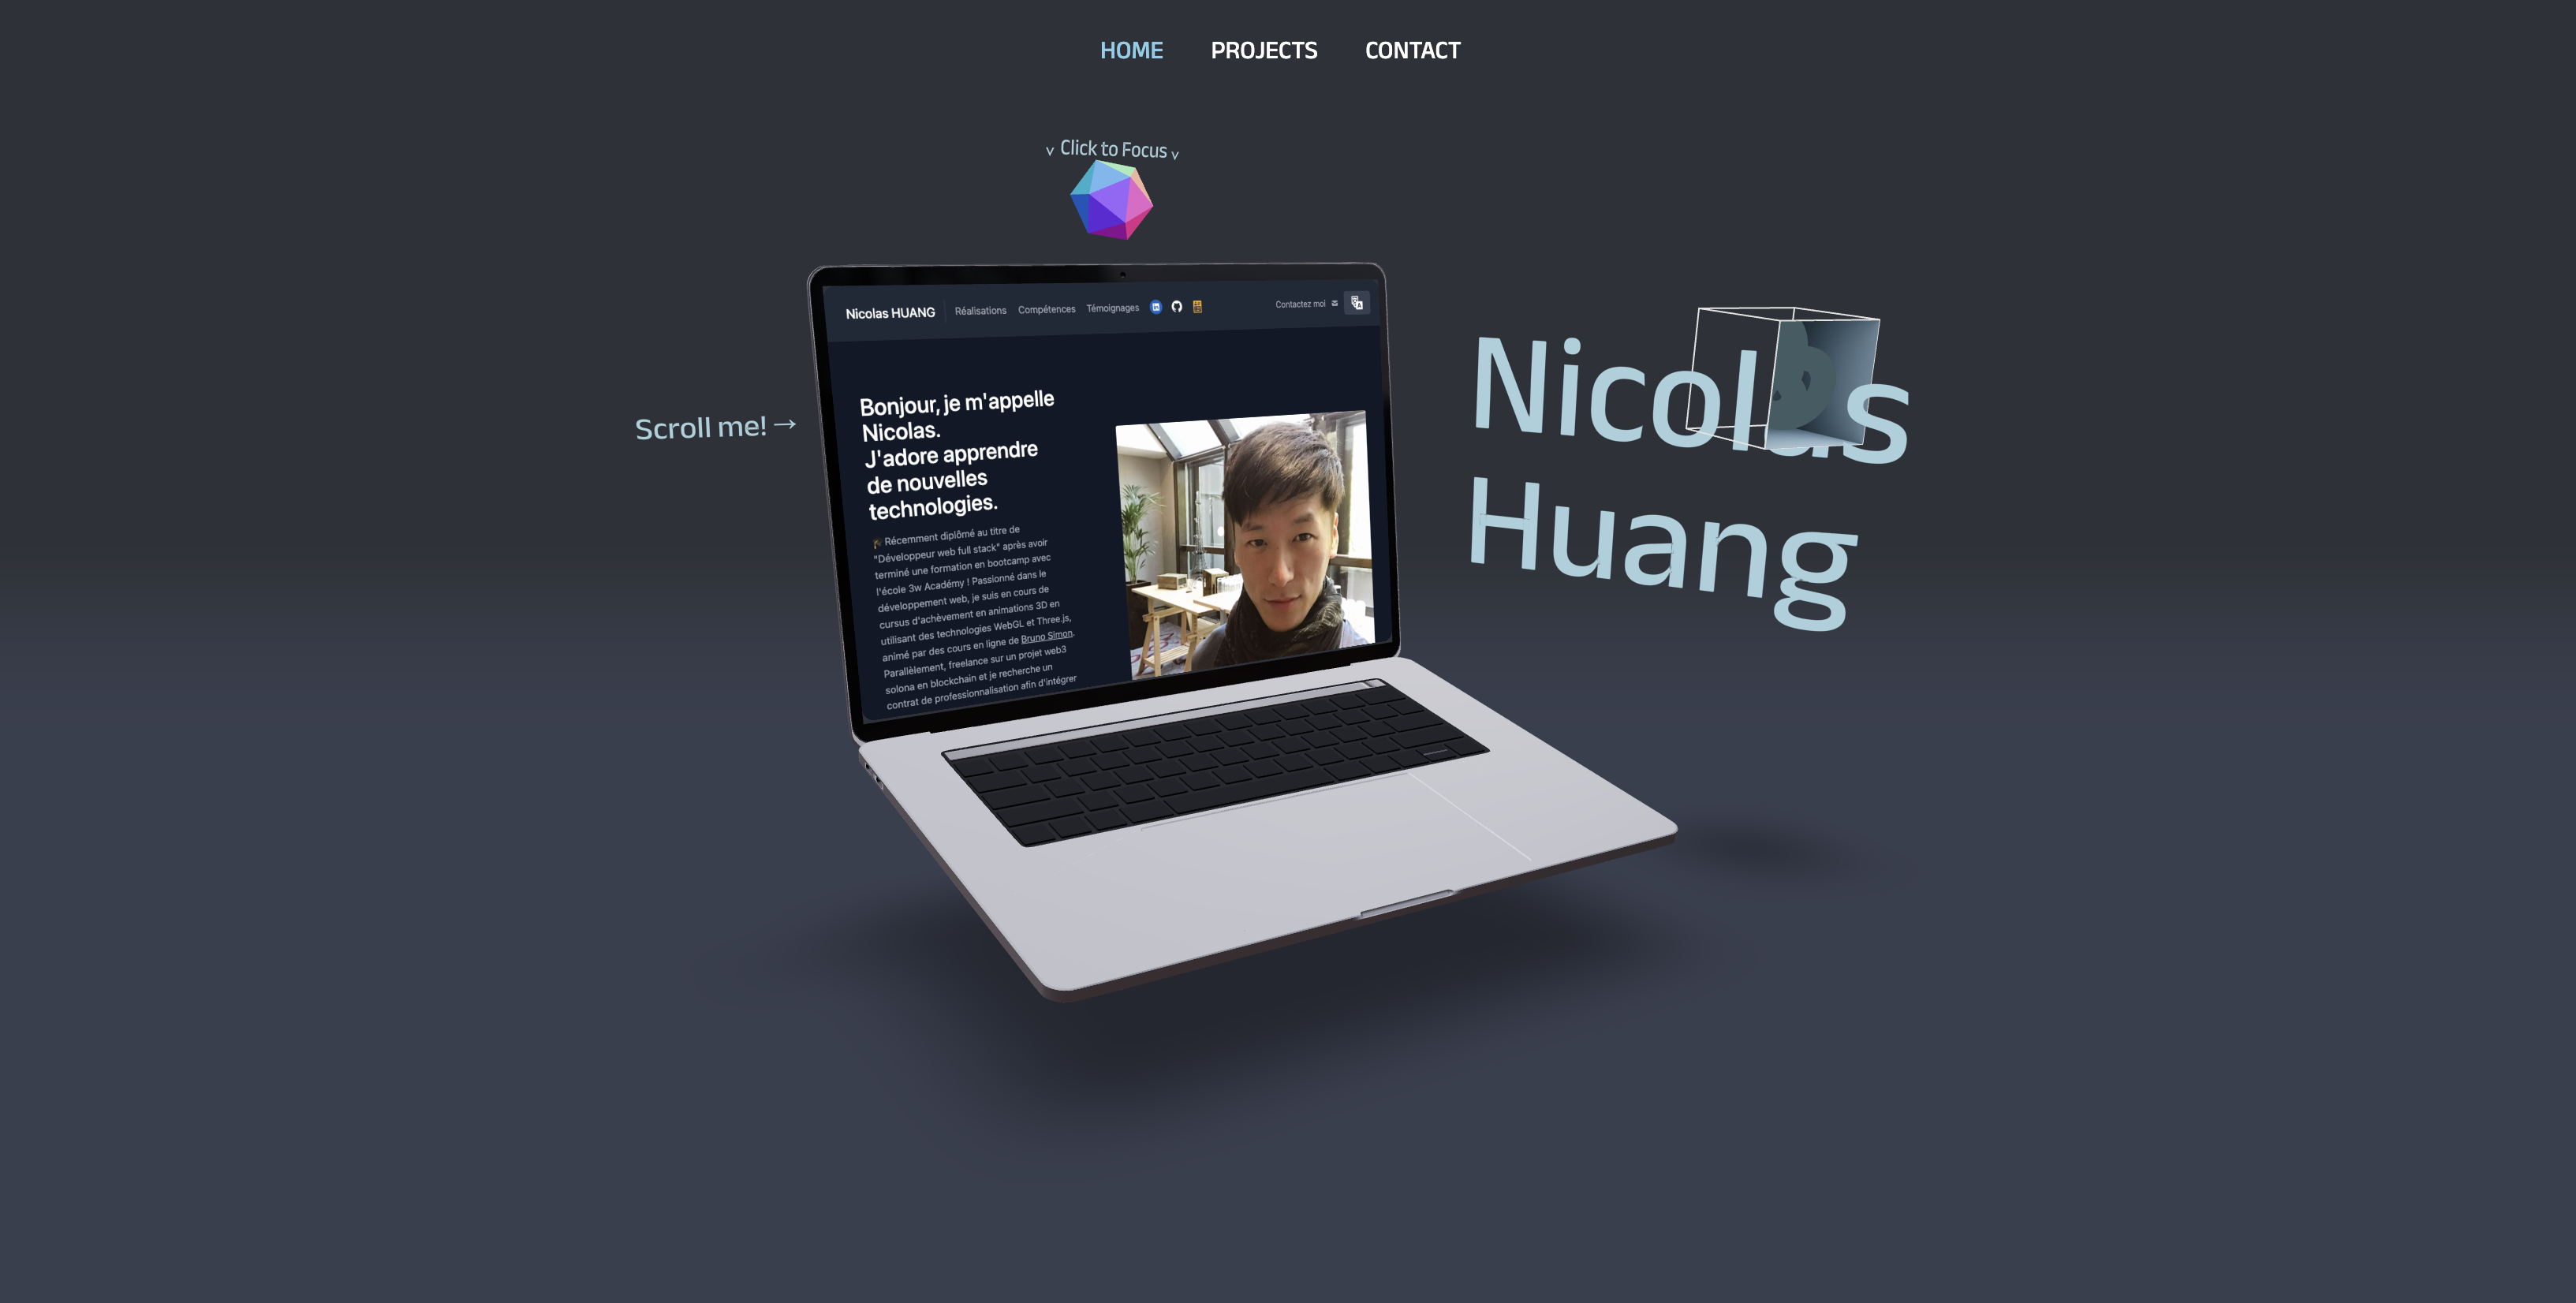 HOME PROJECTS CONTACT
v Click to Focus v
Nicolas HUANG Réalisations Compétences Témoignages Contactez moi
Scroll me! →
Bonjour, je m'appelle
Nicolas.
J'adore apprendre
de nouvelles
technologies.
🎓 Récemment diplômé au titre de
"Développeur web full stack" après avoir
terminé une formation en bootcamp avec
l'école 3w Académy ! Passionné dans le
développement web, je suis en cours de
cursus d'achèvement en animations 3D en
utilisant des technologies WebGL et Three.js,
animé par des cours en ligne de Bruno Simon.
Parallèlement, freelance sur un projet web3
solona en blockchain et je recherche un
contrat de professionnalisation afin d'intégrer
Nicolas
Huang